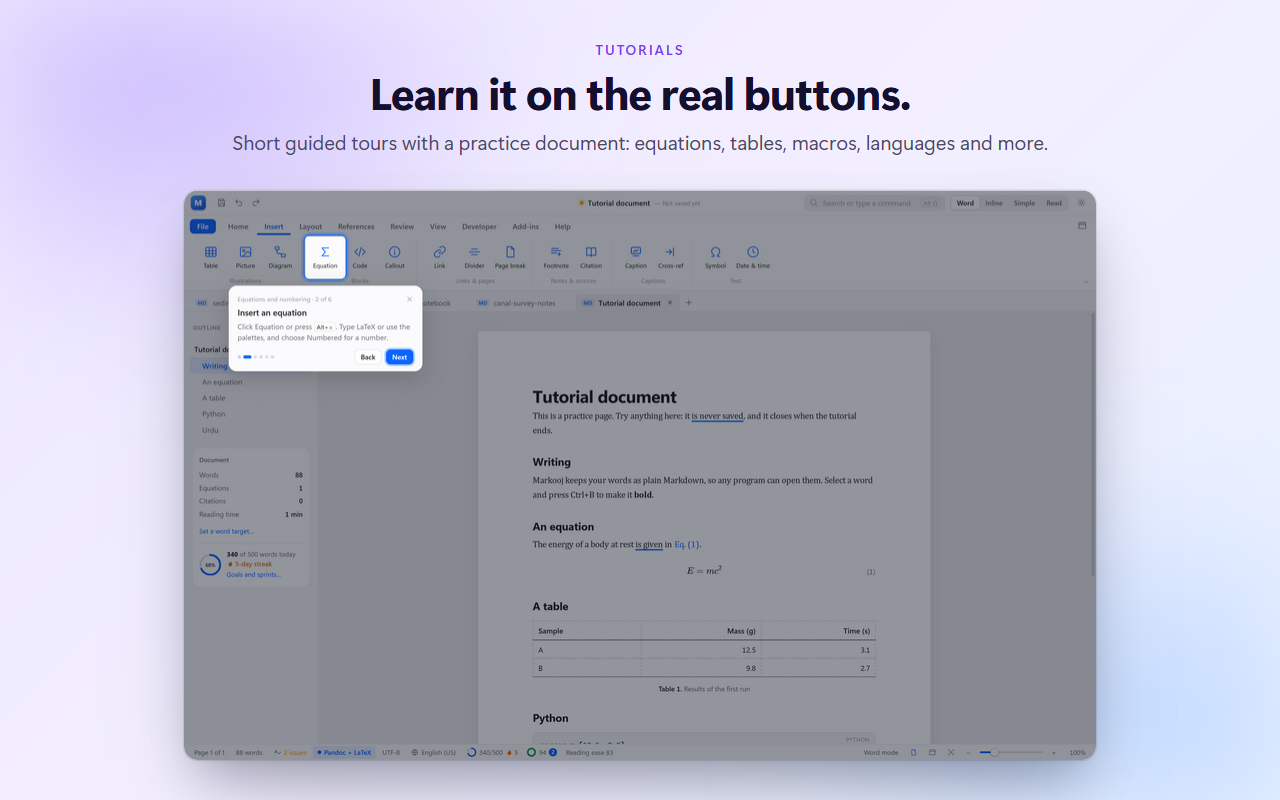 TUTORIALS
Learn it on the real buttons.
Short guided tours with a practice document: equations, tables, macros, languages and more.
M
Tutorial document — Not saved yet
Search or type a command Alt Q
Word Inline Simple Read
File Home Insert Layout References Review View Developer Add-ins Help
Table Picture Diagram Equation Code Callout Link Divider Page break Footnote Citation Caption Cross-ref Symbol Date & time
Illustrations Blocks Links & pages Notes & sources Captions Text
MD MD canal-survey-notes MD Tutorial document
Equations and numbering · 2 of 6
Insert an equation
Click Equation or press Alt+= . Type LaTeX or use the
palettes, and choose Numbered for a number.
Back Next
OUTLINE
Writing
An equation
A table
Python
Urdu
Document
Words 88
Equations 1
Citations 0
Reading time 1 min
Set a word target...
68%
340 of 500 words today
5-day streak
Goals and sprints...
Tutorial document
This is a practice page. Try anything here: it is never saved, and it closes when the tutorial
ends.
Writing
Markooj keeps your words as plain Markdown, so any program can open them. Select a word
and press Ctrl+B to make it bold.
An equation
The energy of a body at rest is given in Eq. (1).
E = mc²
(1)
A table
Sample Mass (g) Time (s)
A 12.5 3.1
B 9.8 2.7
Table 1. Results of the first run
Python
PYTHON
Page 1 of 1 88 words 2 issues Pandoc + LaTeX UTF-8 English (US) 340/500 5 94 2 Reading ease 83 Word mode 100%